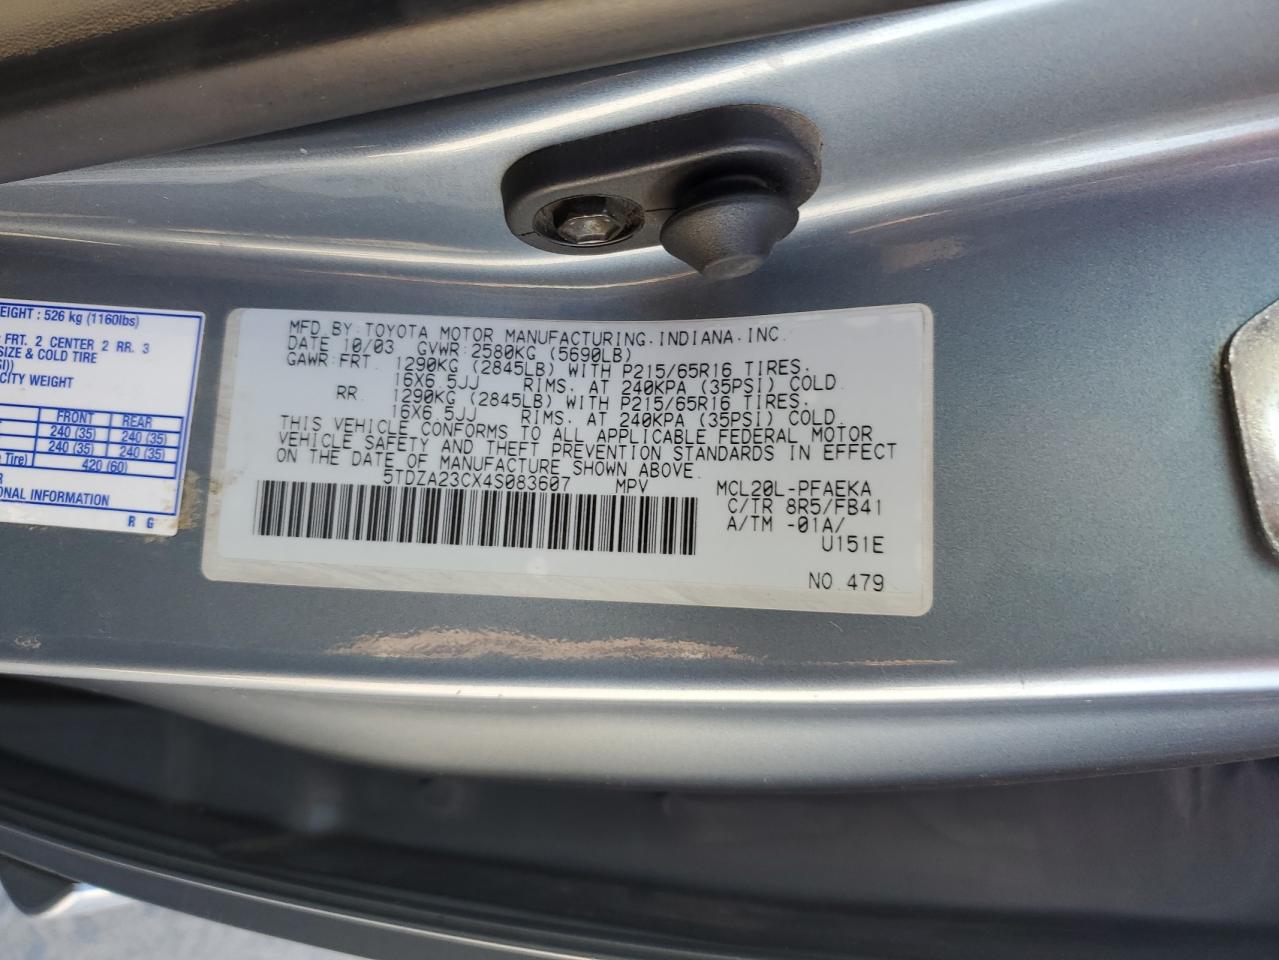 EIGHT : 526 kg (1160lbs)
FRT. 2 CENTER 2 RR. 3
SIZE & COLD TIRE
CITY WEIGHT
FRONT REAR
240 (35) 240 (35)
240 (35) 240 (35)
Tire) 420 (60)
ONAL INFORMATION
R G
MFD.BY:TOYOTA MOTOR MANUFACTURING.INDIANA.INC.
DATE 10/03 GVWR:2580KG (5690LB)
GAWR:FRT. 1290KG (2845LB) WITH P215/65R16 TIRES.
16X6.5JJ RIMS. AT 240KPA (35PSI) COLD.
RR. 1290KG (2845LB) WITH P215/65R16 TIRES.
16X6.5JJ RIMS. AT 240KPA (35PSI) COLD.
THIS VEHICLE CONFORMS TO ALL APPLICABLE FEDERAL MOTOR
VEHICLE SAFETY AND THEFT PREVENTION STANDARDS IN EFFECT
ON THE DATE OF MANUFACTURE SHOWN ABOVE.
5TDZA23CX4S083607 MPV MCL20L-PFAEKA
C/TR 8R5/FB41
A/TM -01A/
U151E
NO.479